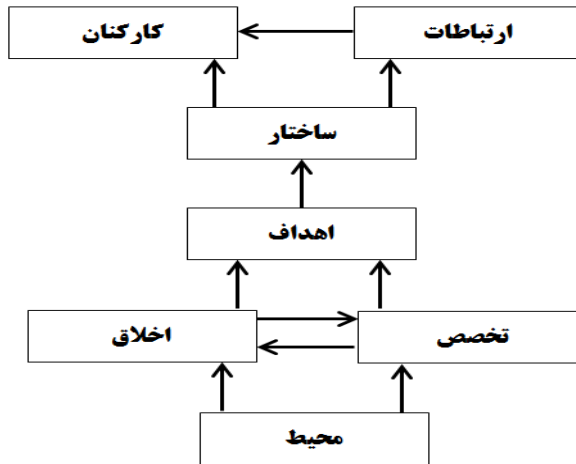 ارتباطات
کارکنان
ساختار
اهداف
تخصص
اخلاق
محیط